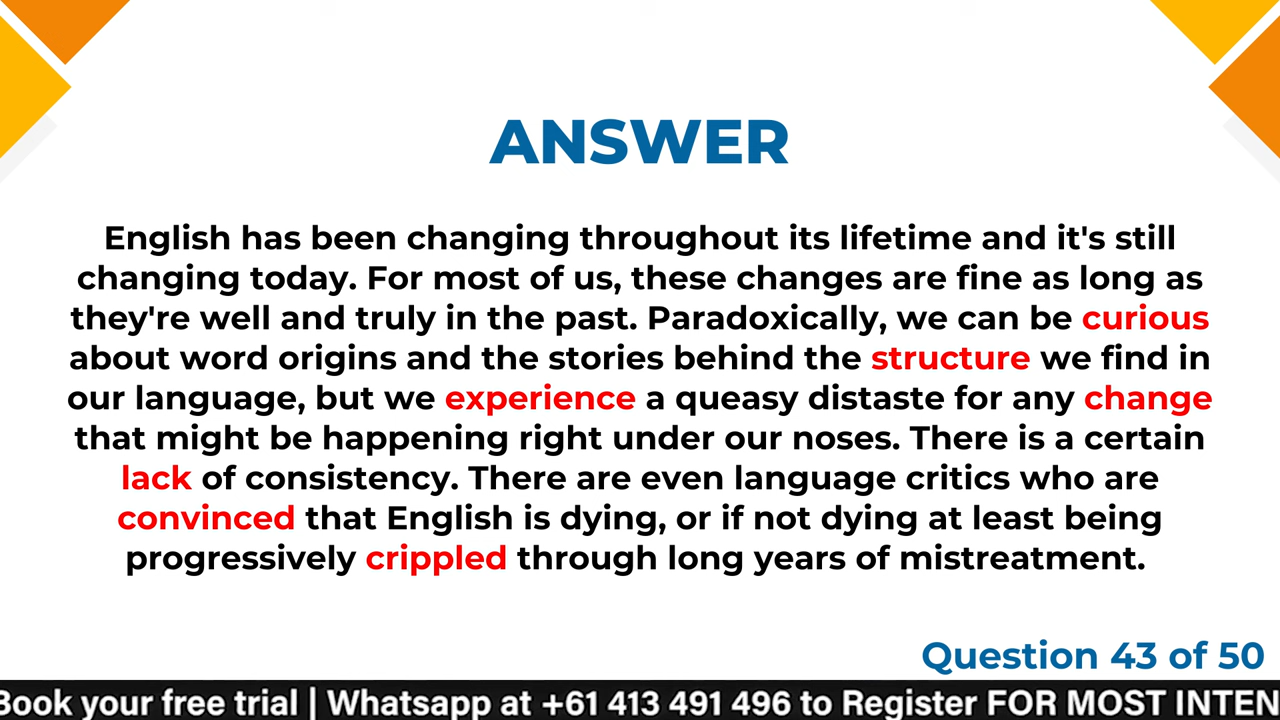 ANSWER
English has been changing throughout its lifetime and it's still
changing today. For most of us, these changes are fine as long as
they're well and truly in the past. Paradoxically, we can be curious
about word origins and the stories behind the structure we find in
our language, but we experience a queasy distaste for any change
that might be happening right under our noses. There is a certain
lack of consistency. There are even language critics who are
convinced that English is dying, or if not dying at least being
progressively crippled through long years of mistreatment.
Question 43 of 50
Book your free trial | Whatsapp at +61 413 491 496 to Register FOR MOST INTEN